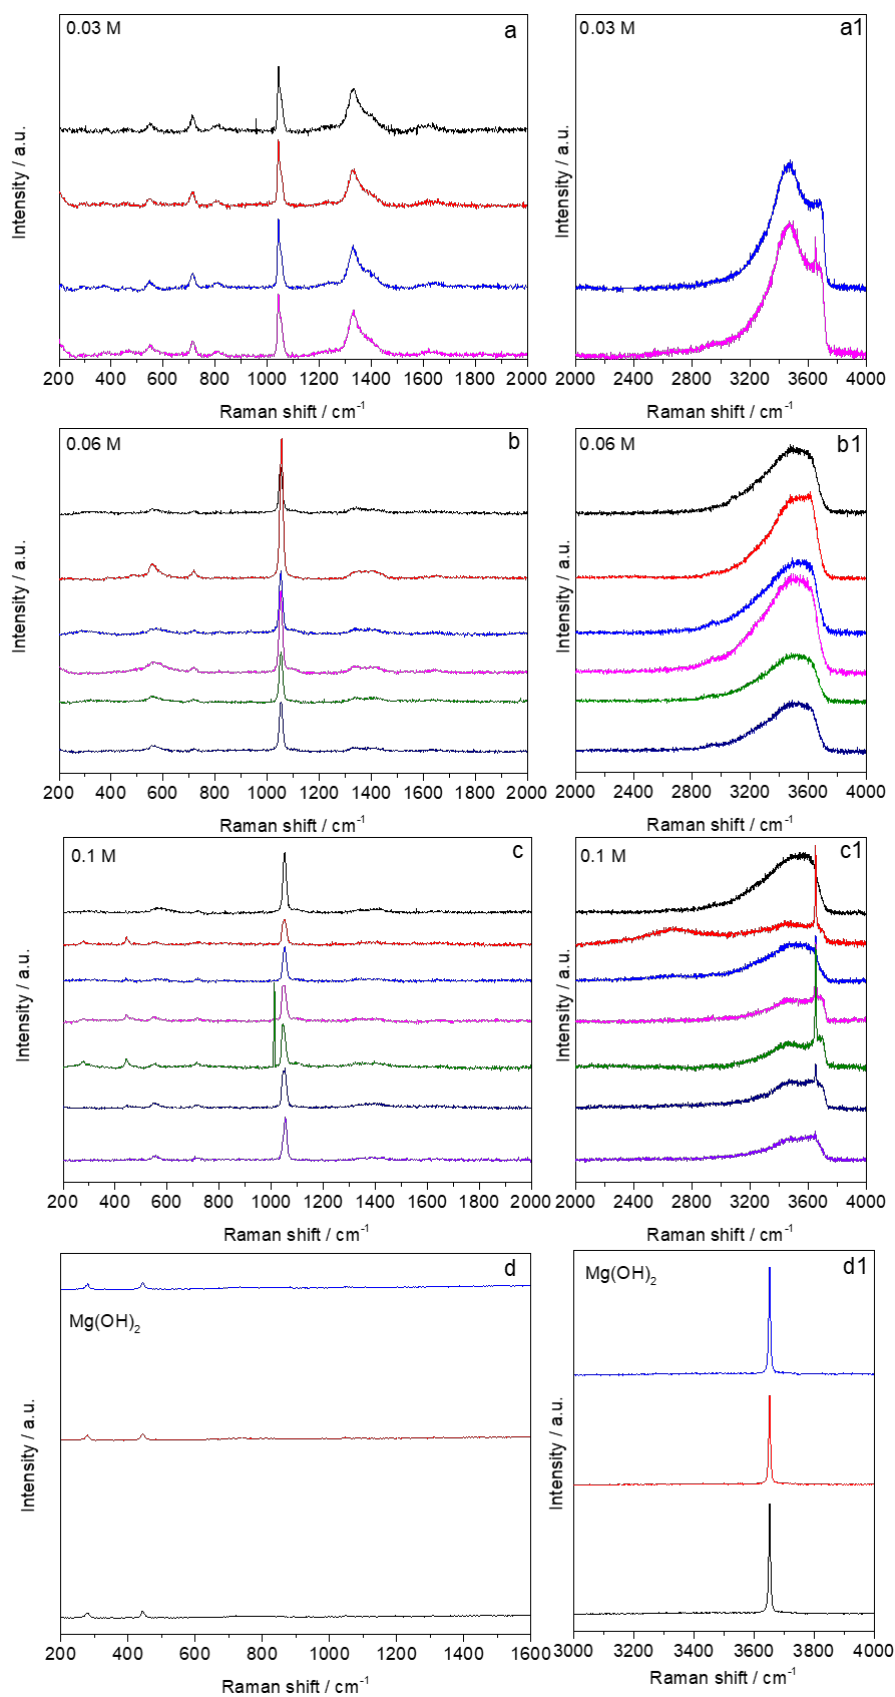 0.03 M a
Intensity / a.u.
200 400 600 800 1000 1200 1400 1600 1800 2000
Raman shift / cm⁻¹
0.03 M a1
Intensity / a.u.
2000 2400 2800 3200 3600 4000
Raman shift / cm⁻¹
0.06 M b
Intensity / a.u.
200 400 600 800 1000 1200 1400 1600 1800 2000
Raman shift / cm⁻¹
0.06 M b1
Intensity / a.u.
2000 2400 2800 3200 3600 4000
Raman shift / cm⁻¹
0.1 M c
Intensity / a.u.
200 400 600 800 1000 1200 1400 1600 1800 2000
Raman shift / cm⁻¹
0.1 M c1
Intensity / a.u.
2000 2400 2800 3200 3600 4000
Raman shift / cm⁻¹
d
Mg(OH)₂
Intensity / a.u.
200 400 600 800 1000 1200 1400 1600
Raman shift / cm⁻¹
Mg(OH)₂ d1
Intensity / a.u.
3000 3200 3400 3600 3800 4000
Raman shift / cm⁻¹